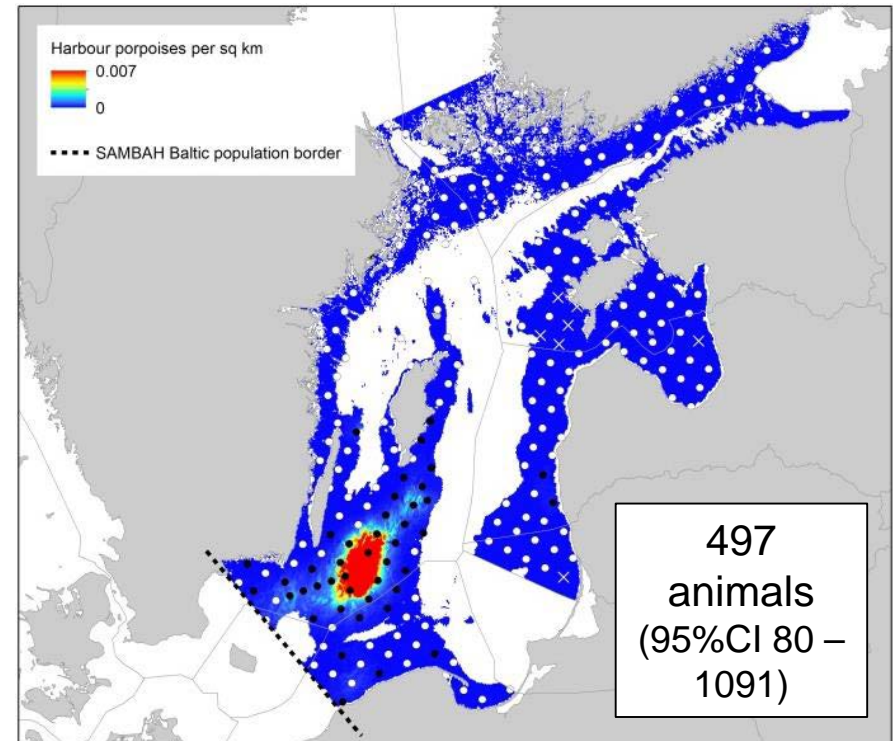 Harbour porpoises per sq km
0.007
0
SAMBAH Baltic population border
497
animals
(95%CI 80 –
1091)